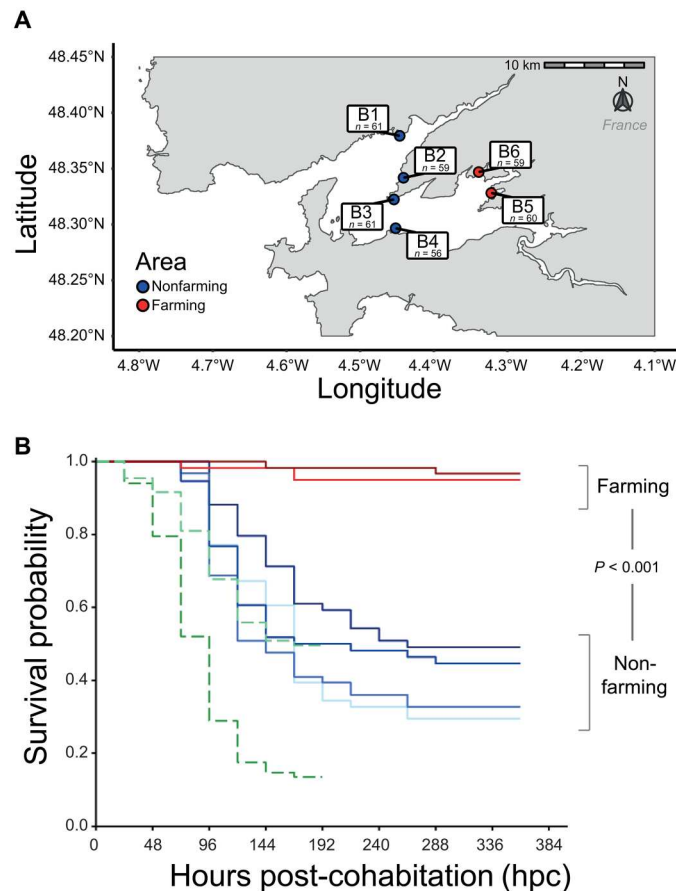 A
48.45°N
48.40°N
48.35°N
48.30°N
48.25°N
48.20°N
Latitude
10 km
N
France
B1
n = 61
B2
n = 59
B6
n = 59
B3
n = 61
B5
n = 60
B4
n = 56
Area
Nonfarming
Farming
4.8°W 4.7°W 4.6°W 4.5°W 4.4°W 4.3°W 4.2°W 4.1°W
Longitude
B
1.0
0.8
0.6
0.4
0.2
0.0
Survival probability
Farming
P < 0.001
Non-
farming
0 48 96 144 192 240 288 336 384
Hours post-cohabitation (hpc)